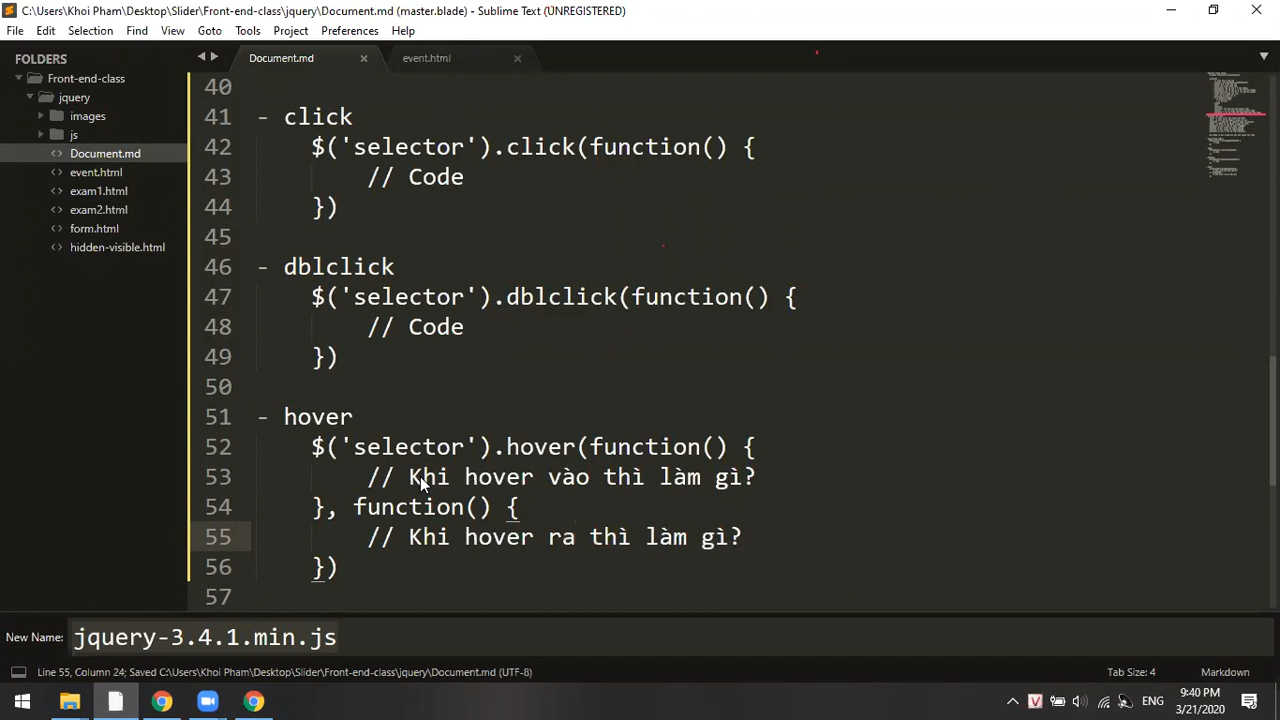 C:\Users\Khoi Pham\Desktop\Slider\Front-end-class\jquery\Document.md (master.blade) - Sublime Text (UNREGISTERED)
File Edit Selection Find View Goto Tools Project Preferences Help
FOLDERS
Front-end-class
jquery
images
js
Document.md
event.html
exam1.html
exam2.html
form.html
hidden-visible.html
Document.md
event.html
40
41 - click
42 $('selector').click(function() {
43 // Code
44 })
45
46 - dblclick
47 $('selector').dblclick(function() {
48 // Code
49 })
50
51 - hover
52 $('selector').hover(function() {
53 // Khi hover vào thì làm gì?
54 }, function() {
55 // Khi hover ra thì làm gì?
56 })
57
New Name: jquery-3.4.1.min.js
Line 55, Column 24; Saved C:\Users\Khoi Pham\Desktop\Slider\Front-end-class\jquery\Document.md (UTF-8)
Tab Size: 4
Markdown
V
ENG
9:40 PM
3/21/2020